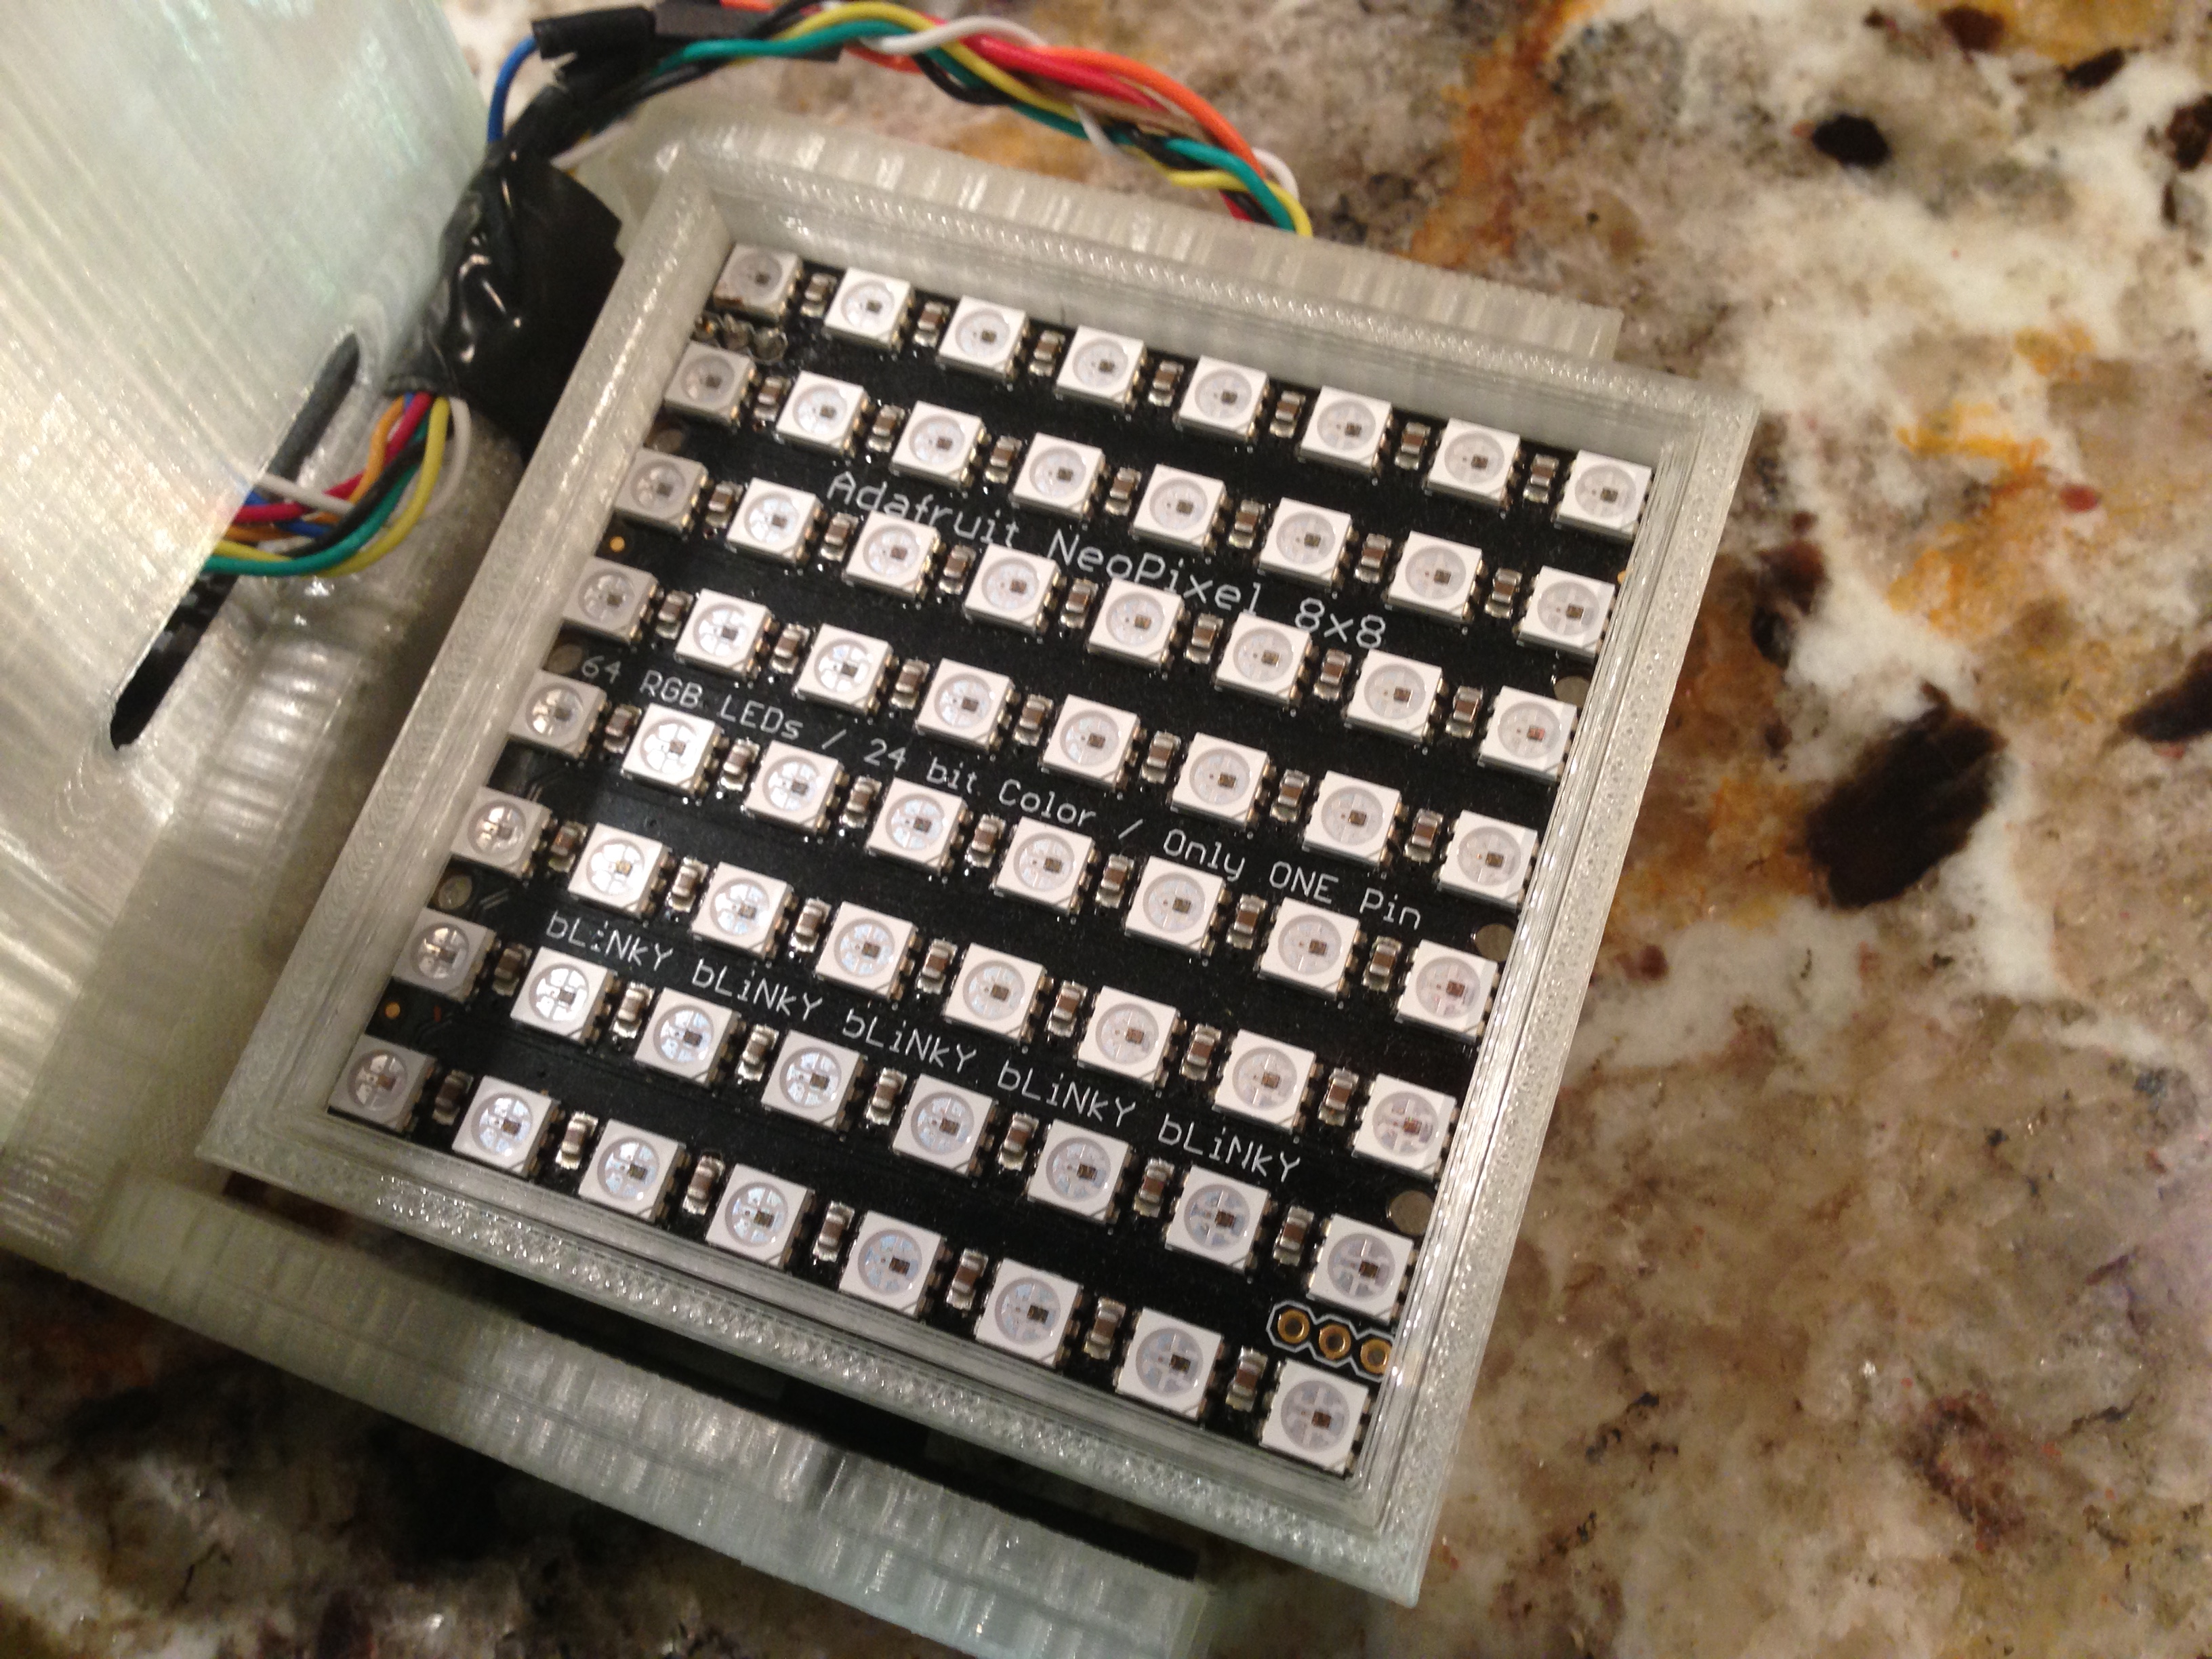 Adafruit NeoPixel 8x8
64 RGB LEDs / 24 bit Color / Only ONE Pin
bLiNKY bLiNKY bLiNKY bLiNKY bLiNKY